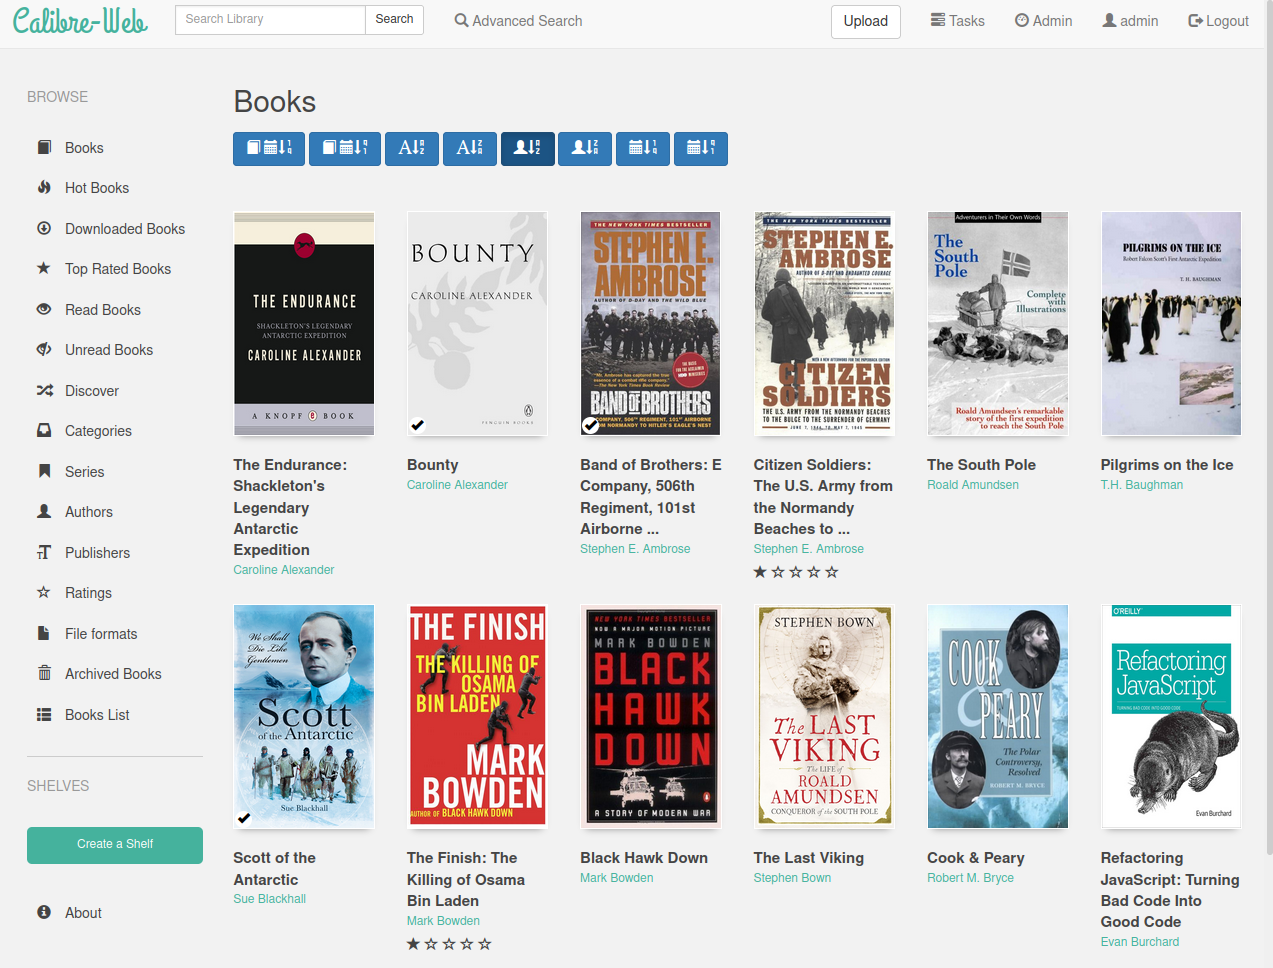 Calibre-Web
Search Library
Search
Advanced Search
Upload
Tasks
Admin
admin
Logout
BROWSE
Books
Hot Books
Downloaded Books
Top Rated Books
Read Books
Unread Books
Discover
Categories
Series
Authors
Publishers
Ratings
File formats
Archived Books
Books List
SHELVES
Create a Shelf
About
Books
THE ENDURANCE
SHACKLETON'S LEGENDARY
ANTARCTIC EXPEDITION
CAROLINE ALEXANDER
A KNOPF e BOOK
The Endurance:
Shackleton's
Legendary
Antarctic
Expedition
Caroline Alexander
BOUNTY
CAROLINE ALEXANDER
PENGUIN BOOKS
Bounty
Caroline Alexander
THE NEW YORK TIMES BESTSELLER
STEPHEN E.
AMBROSE
AUTHOR OF D-DAY AND THE WILD BLUE
BAND OF BROTHERS
Band of Brothers: E
Company, 506th
Regiment, 101st
Airborne ...
Stephen E. Ambrose
THE NEW YORK TIMES BESTSELLER
STEPHEN E.
AMBROSE
AUTHOR OF D-DAY AND UNDAUNTED COURAGE
CITIZEN
SOLDIERS
THE U.S. ARMY FROM THE NORMANDY BEACHES
TO THE BULGE TO THE SURRENDER OF GERMANY
Citizen Soldiers:
The U.S. Army from
the Normandy
Beaches to ...
Stephen E. Ambrose
Adventurers in Their Own Words
The
South
Pole
Complete
with
Illustrations
Roald Amundsen's remarkable
story of the first expedition
to reach the South Pole
The South Pole
Roald Amundsen
PILGRIMS ON THE ICE
Robert Falcon Scott's First Antarctic Expedition
T. H. BAUGHMAN
Pilgrims on the Ice
T.H. Baughman
We Shall
Die Like
Gentlemen
Scott
of the Antarctic
Sue Blackhall
Scott of the
Antarctic
Sue Blackhall
THE FINISH
THE KILLING OF
OSAMA
BIN LADEN
MARK
BOWDEN
AUTHOR OF BLACK HAWK DOWN
The Finish: The
Killing of Osama
Bin Laden
Mark Bowden
NEW YORK TIMES BESTSELLER
NOW A MAJOR MOTION PICTURE
MARK BOWDEN
BLACK
HAWK
DOWN
A STORY OF MODERN WAR
Black Hawk Down
Mark Bowden
STEPHEN BOWN
The LAST
VIKING
The LIFE of
ROALD
AMUNDSEN
CONQUEROR of the SOUTH POLE
The Last Viking
Stephen Bown
COOK
&
PEARY
The Polar
Controversy,
Resolved
ROBERT M. BRYCE
Cook & Peary
Robert M. Bryce
O'REILLY
Refactoring
JavaScript
TURNING BAD CODE INTO GOOD CODE
Evan Burchard
Refactoring
JavaScript: Turning
Bad Code Into
Good Code
Evan Burchard